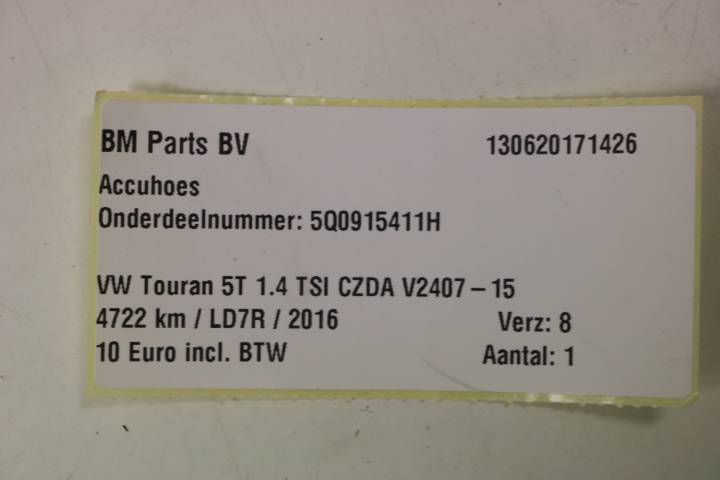 BM Parts BV 130620171426
Accuhoes
Onderdeelnummer: 5Q0915411H
VW Touran 5T 1.4 TSI CZDA V2407-15
4722 km / LD7R / 2016 Verz: 8
10 Euro incl. BTW Aantal: 1